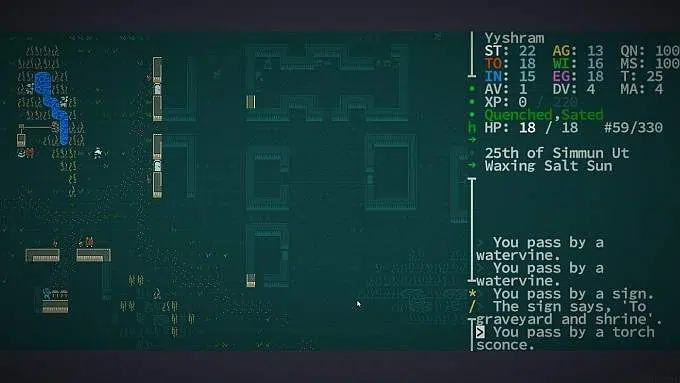 Yyshram
ST: 22 AG: 13 QN: 100
TO: 18 WI: 16 MS: 100
IN: 15 EG: 18 T: 25
AV: 1 DV: 4 MA: 4
XP: 0 / 220
Quenched, Sated
HP: 18 / 18 #59/330
25th of Simmun Ut
Waxing Salt Sun
You pass by a
watervine.
You pass by a
watervine.
You pass by a sign.
The sign says, 'To
graveyard and shrine'.
You pass by a torch
sconce.